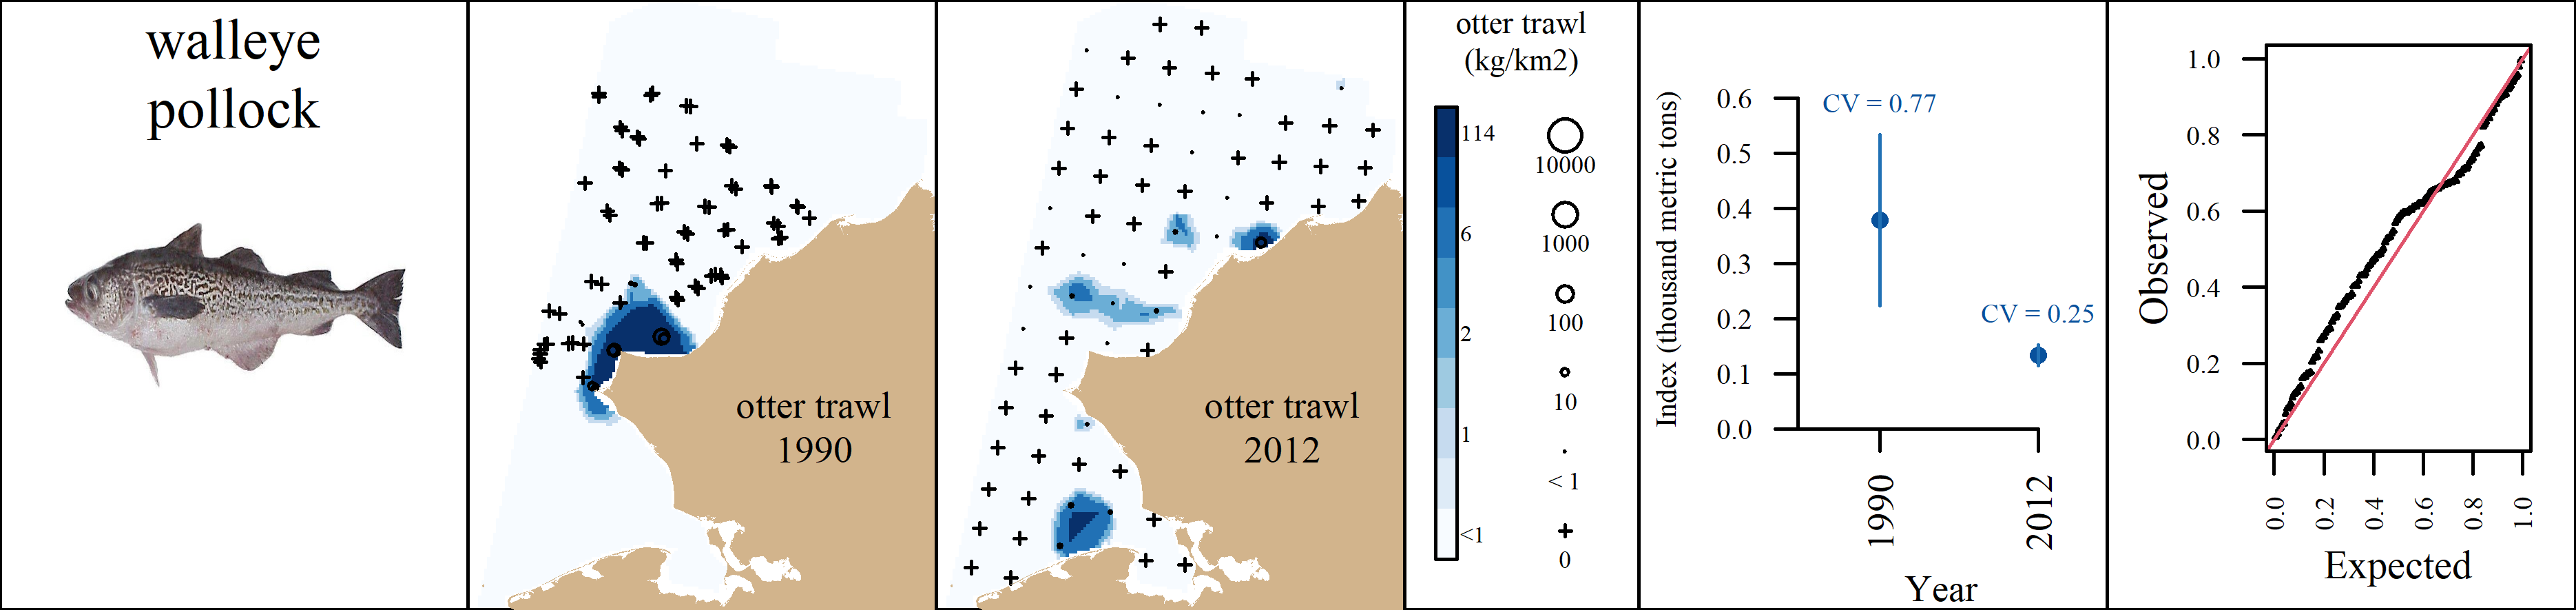 walleye
pollock
otter trawl
1990
otter trawl
2012
otter trawl
(kg/km2)
114
6
2
1
<1
10000
1000
100
10
< 1
0
Index (thousand metric tons)
0.6
0.5
0.4
0.3
0.2
0.1
0.0
CV = 0.77
CV = 0.25
1990
2012
Year
Observed
1.0
0.8
0.6
0.4
0.2
0.0
0.0
0.2
0.4
0.6
0.8
1.0
Expected